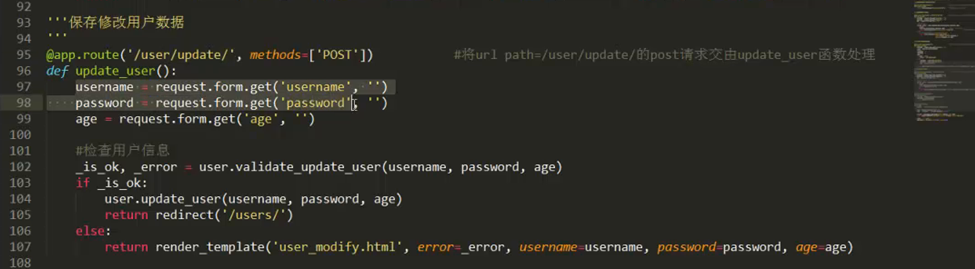 92
93 '''保存修改用户数据
94 '''
95 @app.route('/user/update/', methods=['POST']) #将url path=/user/update/的post请求交由update_user函数处理
96 def update_user():
97 username = request.form.get('username', '')
98 password = request.form.get('password', '')
99 age = request.form.get('age', '')
100
101 #检查用户信息
102 _is_ok, _error = user.validate_update_user(username, password, age)
103 if _is_ok:
104 user.update_user(username, password, age)
105 return redirect('/users/')
106 else:
107 return render_template('user_modify.html', error=_error, username=username, password=password, age=age)
108